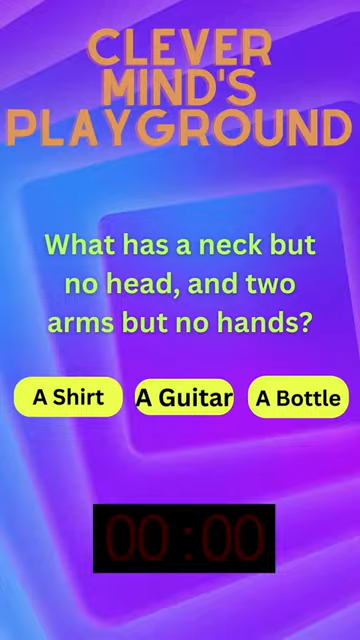 CLEVER
MIND'S
PLAYGROUND
What has a neck but
no head, and two
arms but no hands?
A Shirt
A Guitar
A Bottle
00:00